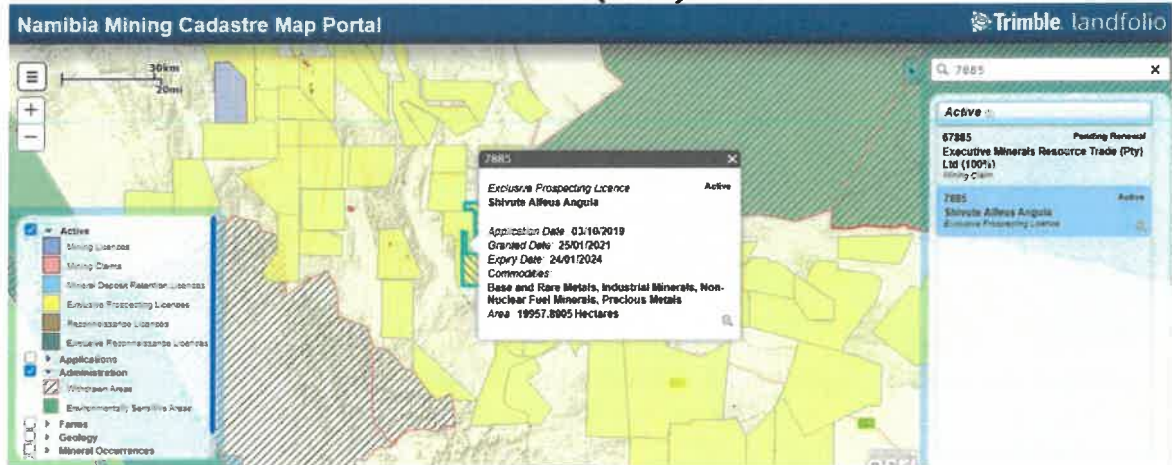 Namibia Mining Cadastre Map Portal
Trimble landfolio
30km
20mi
7885
Active
67885 Pending Renewal
Executive Minerals Resource Trade (Pty)
Ltd (100%)
Mining Claim
7885 Active
Shivute Alfeus Angula
Exclusive Prospecting Licence
7885
Exclusive Prospecting Licence Active
Shivute Alfeus Angula
Application Date 03/10/2019
Granted Date: 25/01/2021
Expiry Date: 24/01/2024
Commodities
Base and Rare Metals, Industrial Minerals, Non-
Nuclear Fuel Minerals, Precious Metals
Area 19957.8905 Hectares
Active
Mining Licences
Mining Claims
Mineral Deposit Retention Licences
Exclusive Prospecting Licences
Reconnaissance Licences
Exclusive Reconnaissance Licences
Applications
Administration
Withdrawn Areas
Environmentally Sensitive Areas
Farms
Geology
Mineral Occurrences